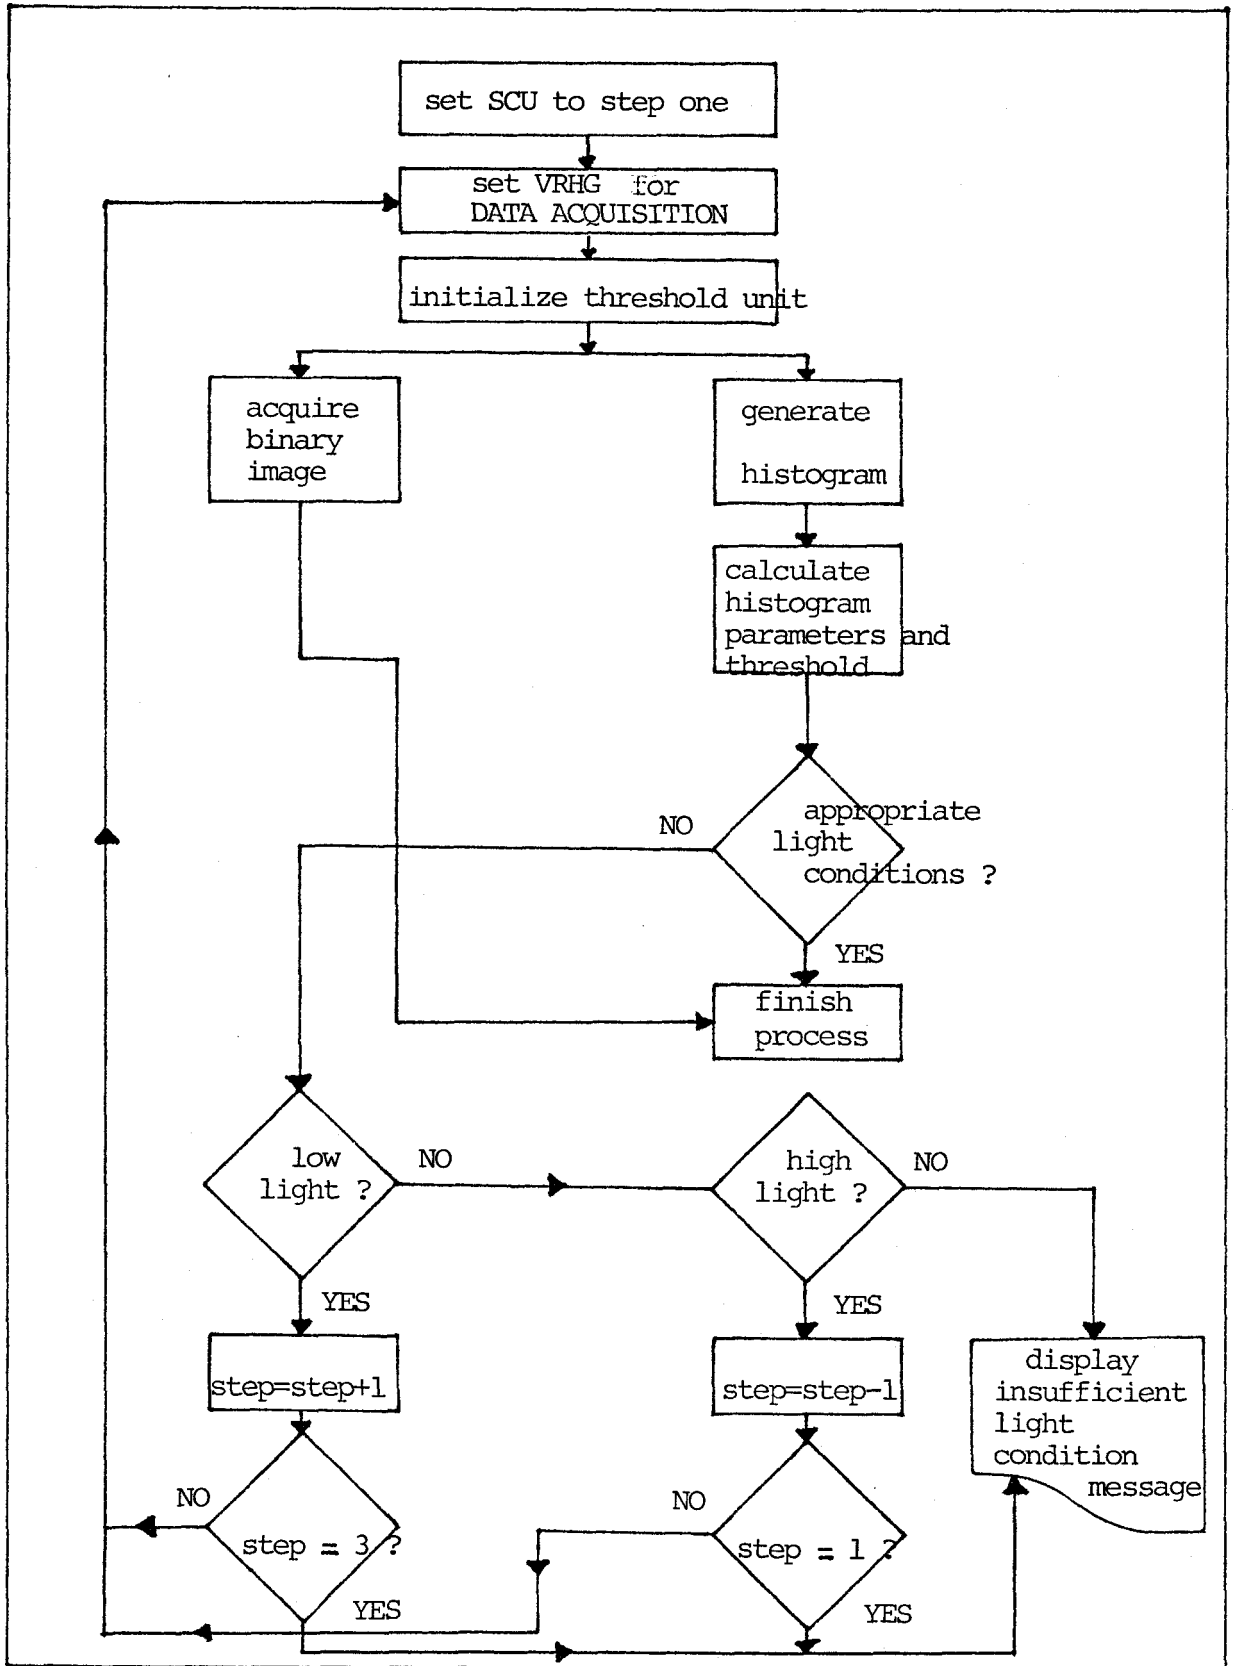 set SCU to step one
set VRHG for
DATA ACQUISITION
initialize threshold unit
acquire
binary
image
generate
histogram
calculate
histogram
parameters and
threshold
appropriate
light
conditions ?
NO
YES
finish
process
low
light ?
NO
high
light ?
NO
YES
YES
step=step+1
step=step-1
display
insufficient
light
condition
message
NO
step = 3 ?
YES
NO
step = 1 ?
YES